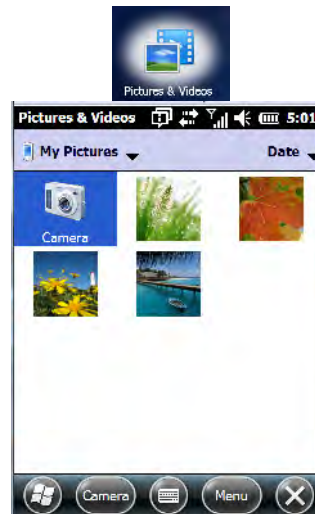 Pictures & Videos
Pictures & Videos 5:01
My Pictures Date
Camera
Camera Menu